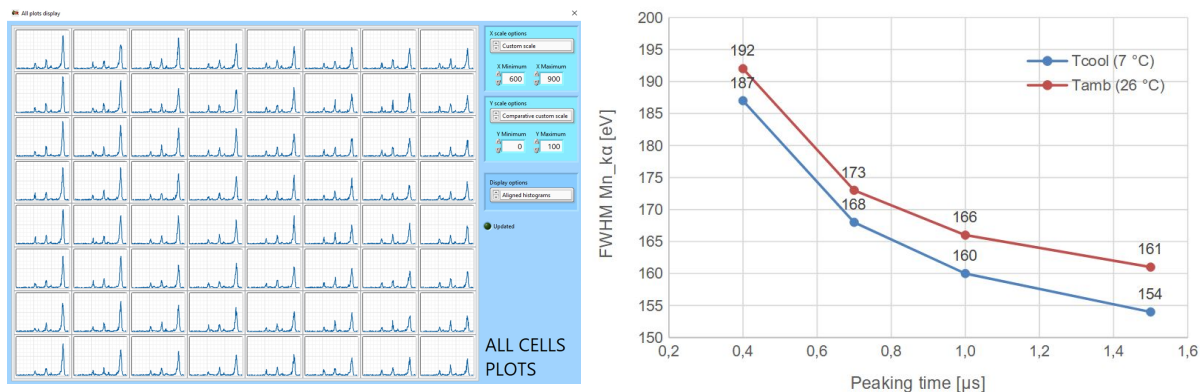 All plots display
X scale options
Custom scale
X Minimum X Maximum
600 900
Y scale options
Comparative custom scale
Y Minimum Y Maximum
0 100
Display options
Aligned histograms
Updated
ALL CELLS
PLOTS
FWHM Mn_kα [eV]
200
195
190
185
180
175
170
165
160
155
150
192
187
173
168
166
160
161
154
Tcool (7 °C)
Tamb (26 °C)
0,2 0,4 0,6 0,8 1,0 1,2 1,4 1,6
Peaking time [µs]